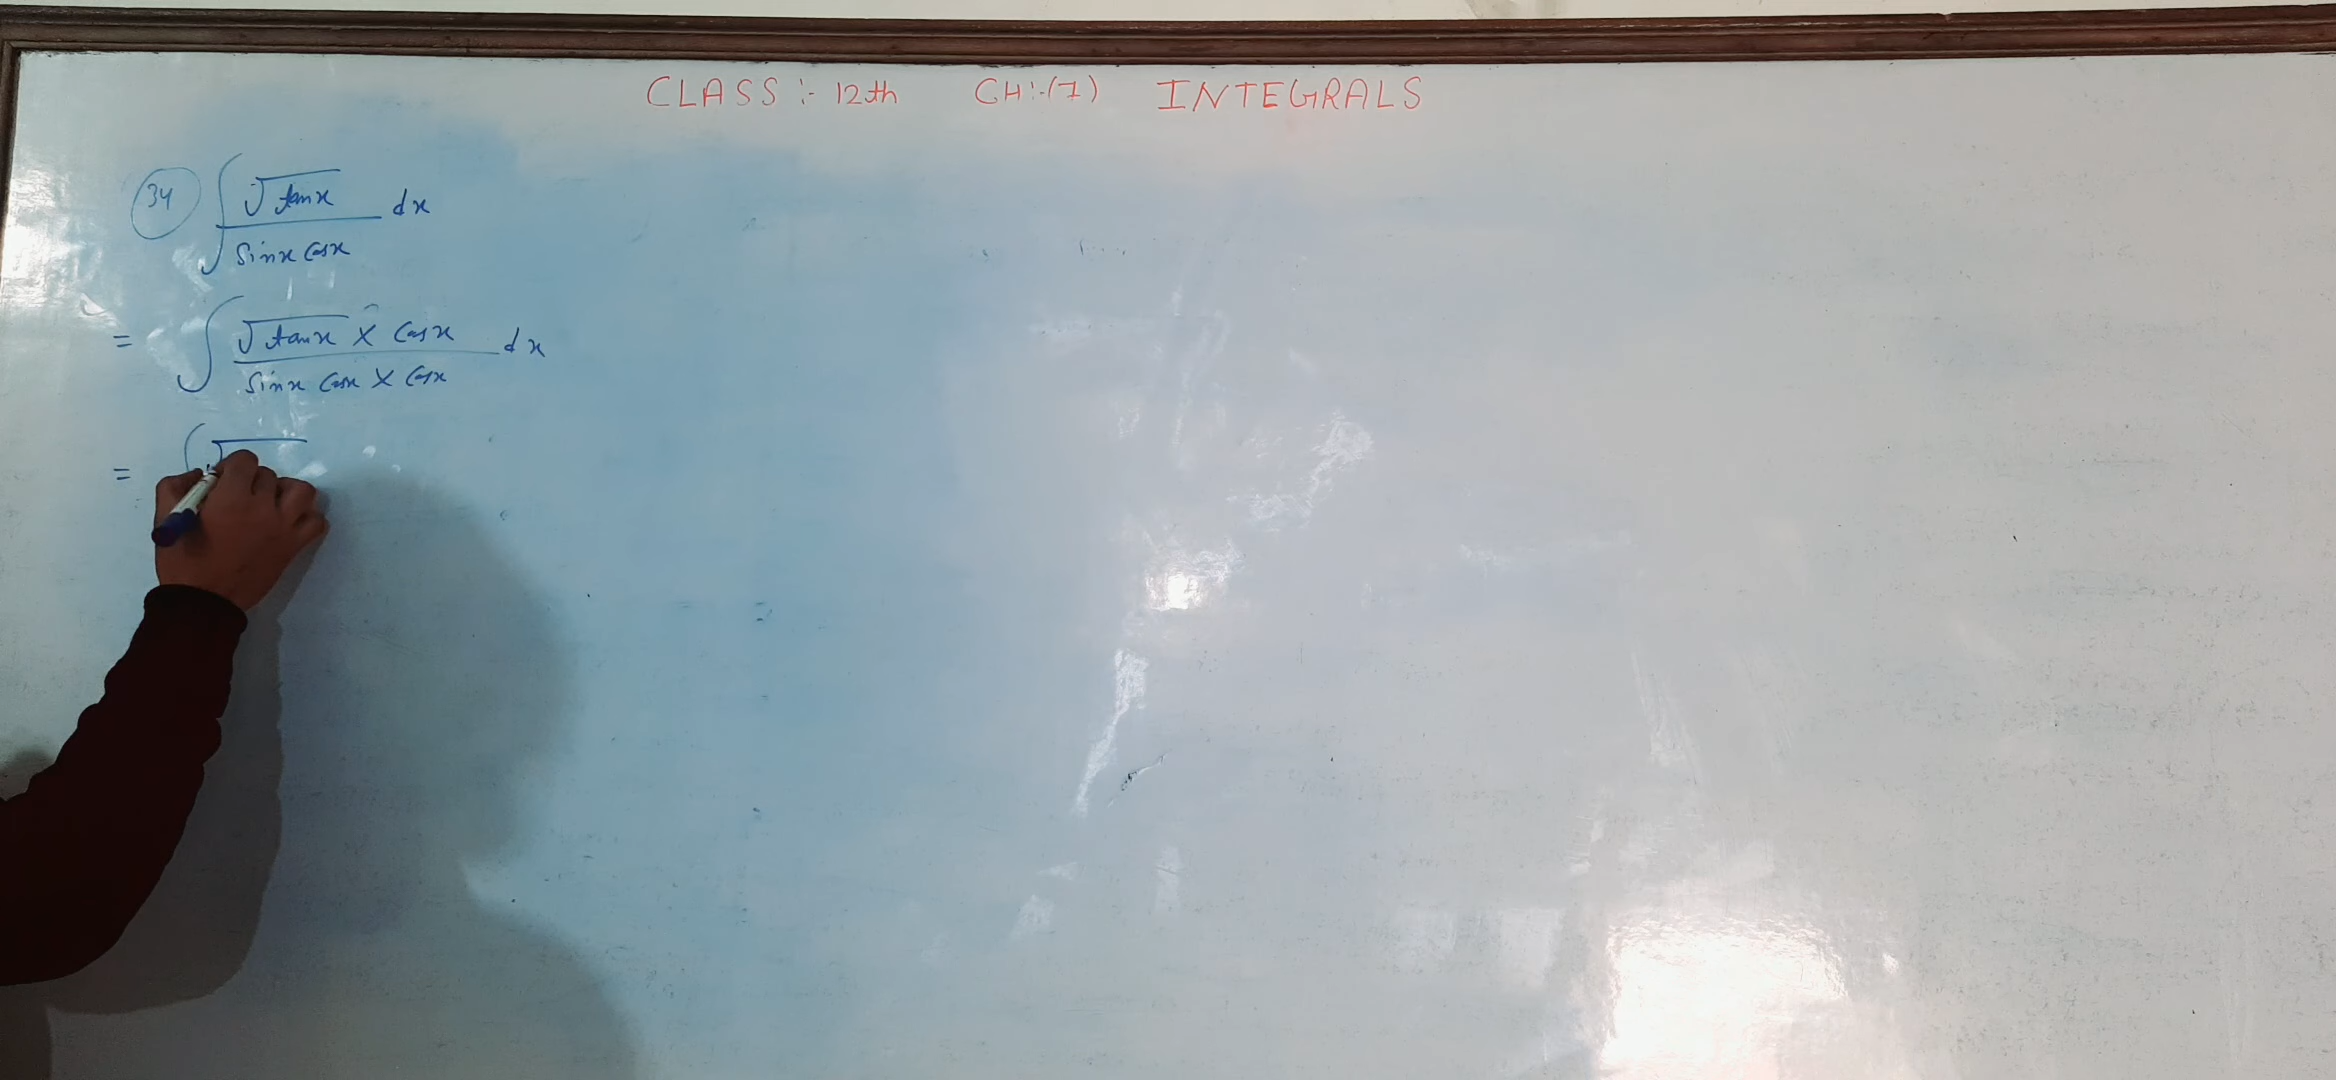 CLASS :- 12th CH:-(7) INTEGRALS
34 ∫ √tanx / sinx cosx dx
= ∫ √tanx × cosx / sinx cosx × cosx dx
= ∫ √